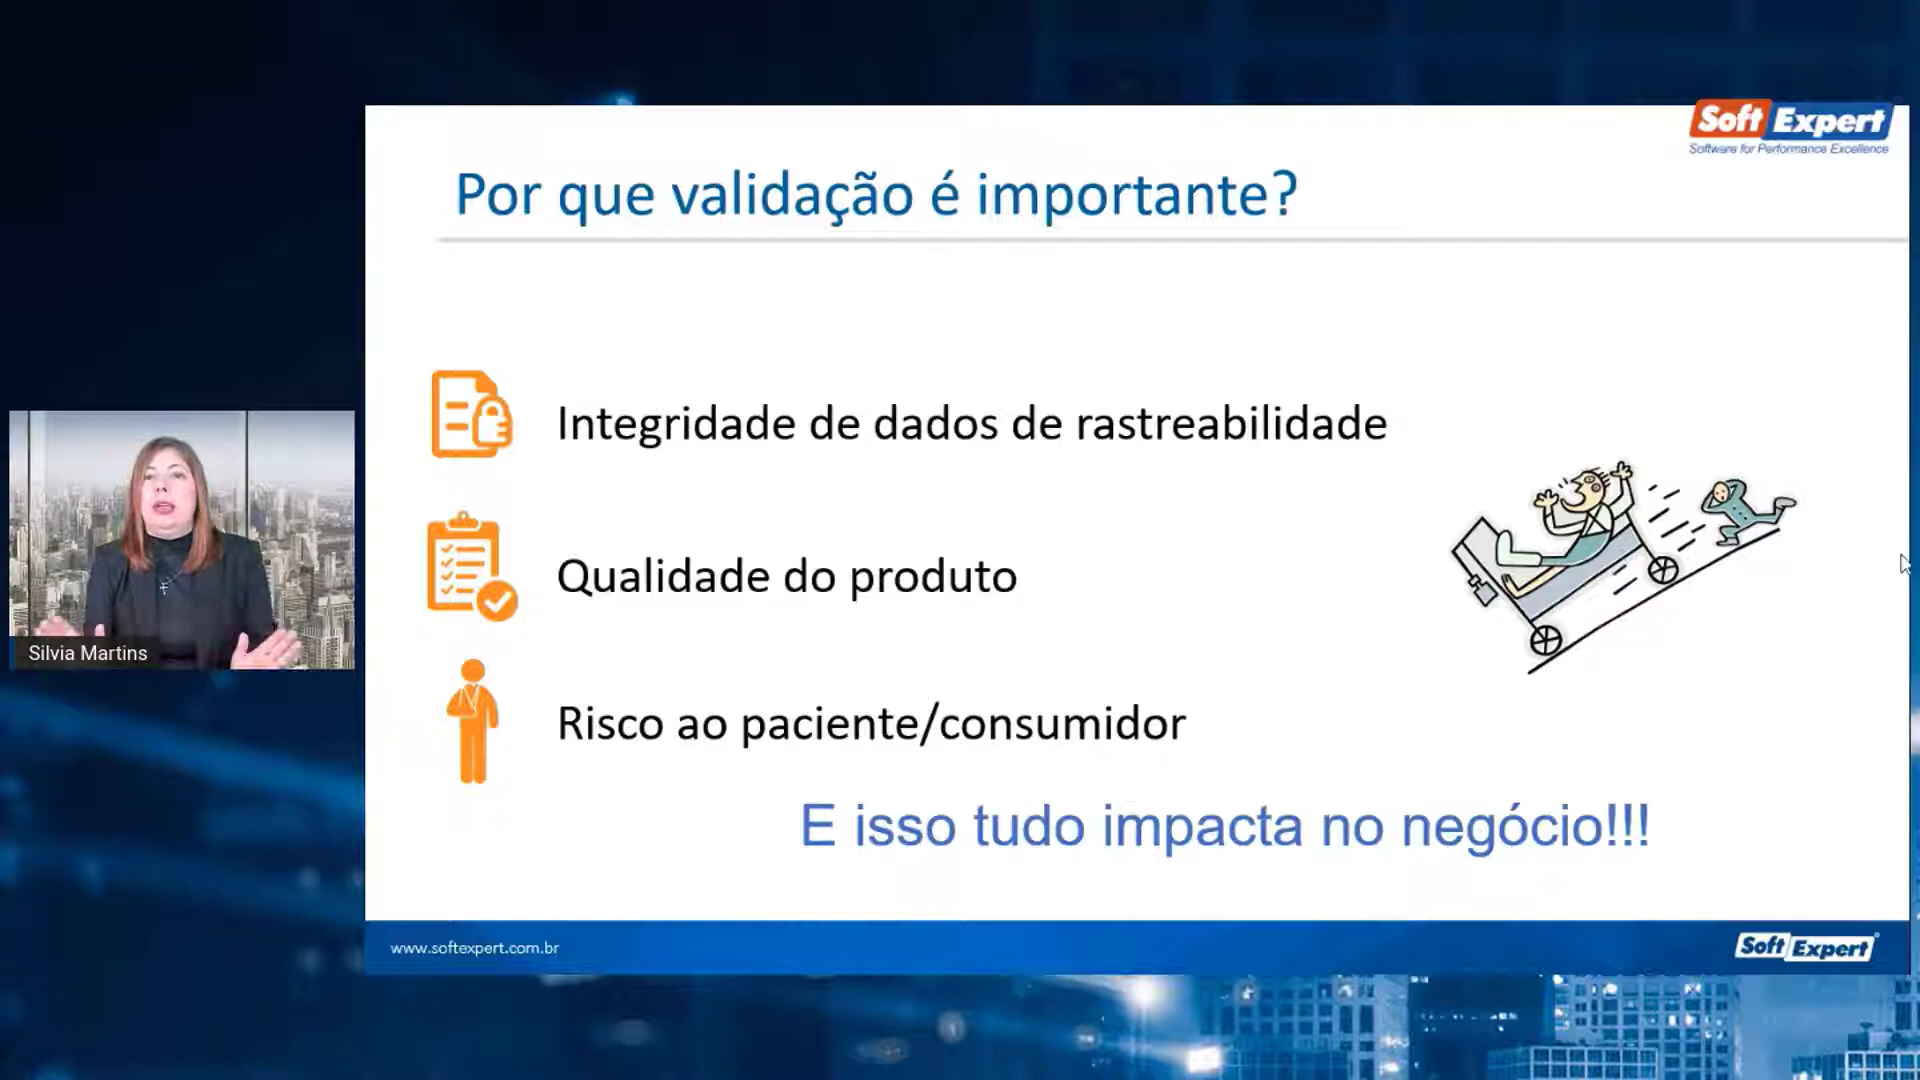 Soft Expert
Software for Performance Excellence
Por que validação é importante?
Integridade de dados de rastreabilidade
Qualidade do produto
Risco ao paciente/consumidor
E isso tudo impacta no negócio!!!
Silvia Martins
www.softexpert.com.br
Soft Expert